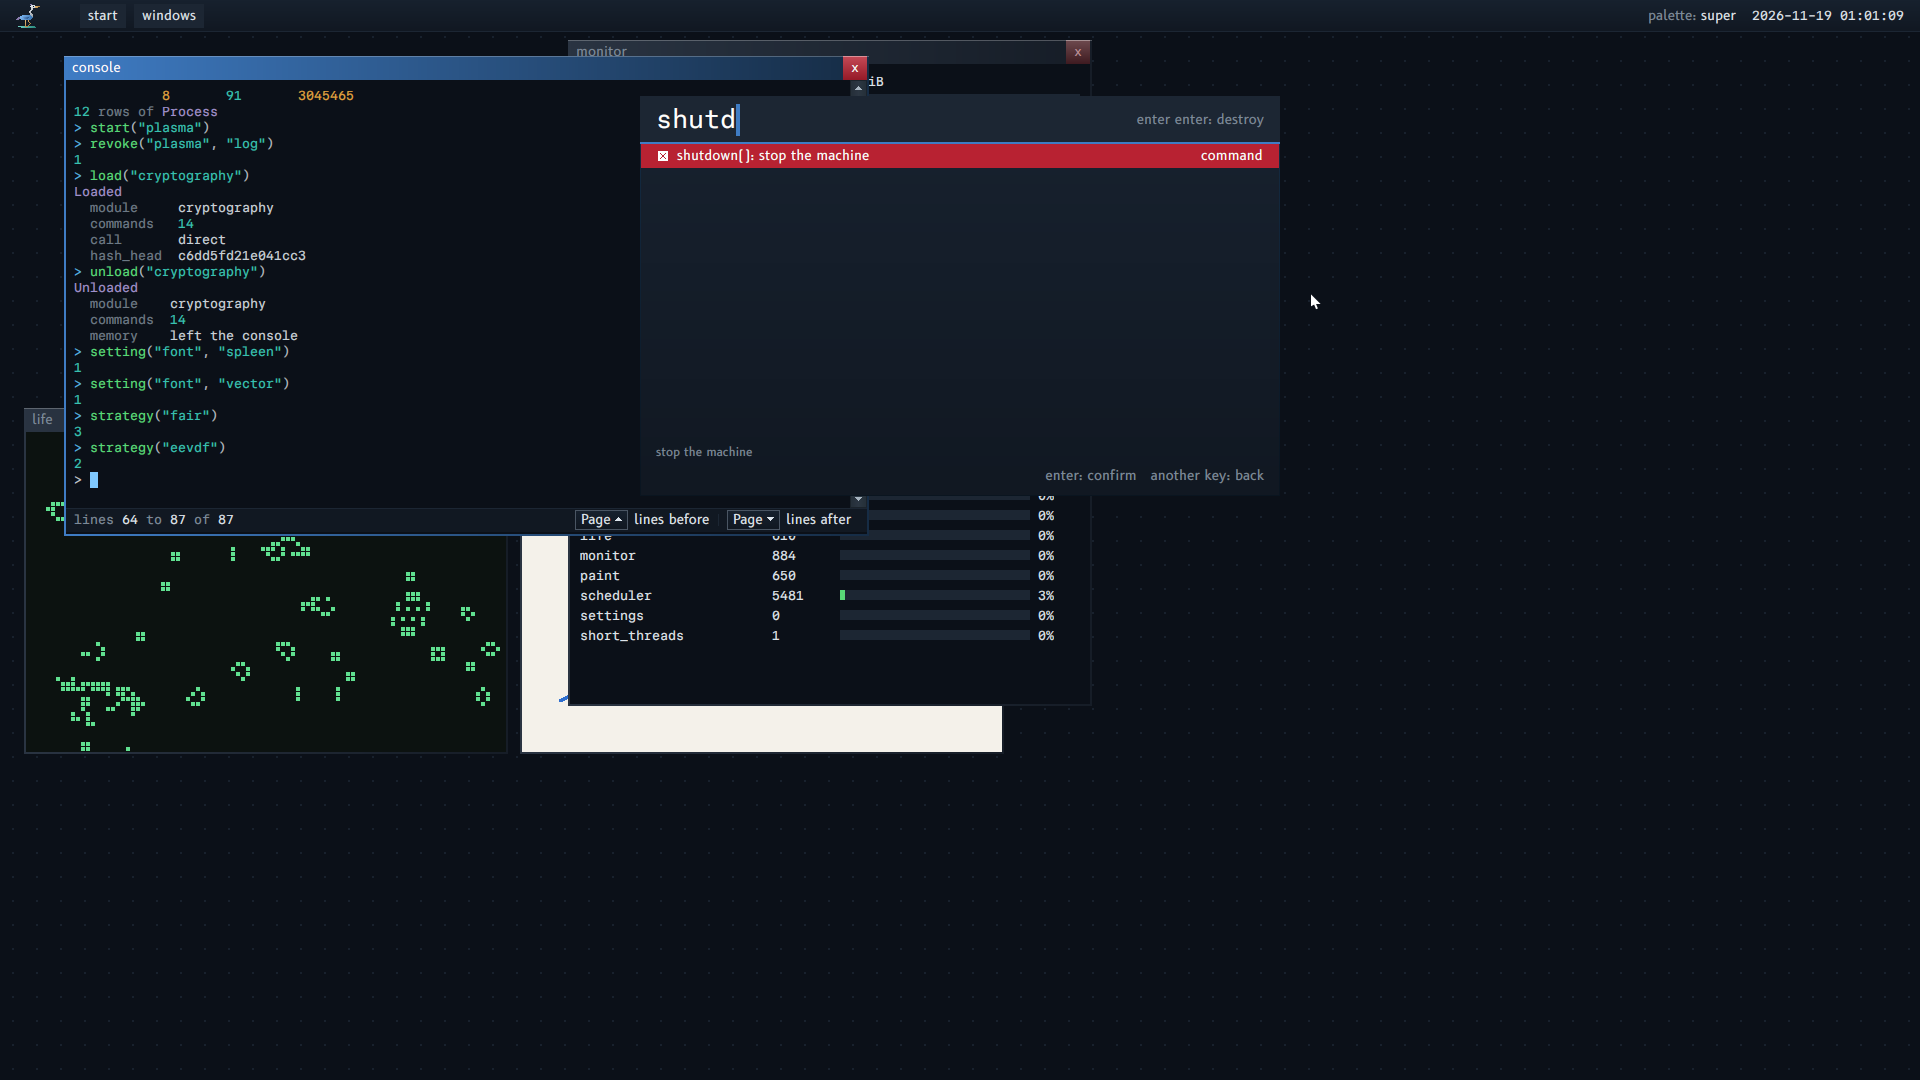 start windows palette: super 2026-11-19 01:01:09
monitor x
console x
iB
8 91 3045465
12 rows of Process
> start("plasma")
> revoke("plasma", "log")
1
> load("cryptography")
Loaded
module cryptography
commands 14
call direct
hash_head c6dd5fd21e041cc3
> unload("cryptography")
Unloaded
module cryptography
commands 14
memory left the console
> setting("font", "spleen")
1
> setting("font", "vector")
1
> strategy("fair")
3
> strategy("eevdf")
2
>
lines 64 to 87 of 87 Page lines before Page lines after
shutd enter enter: destroy
shutdown[]: stop the machine command
stop the machine
enter: confirm another key: back
life
0%
0%
life 610 0%
monitor 884 0%
paint 650 0%
scheduler 5481 3%
settings 0 0%
short_threads 1 0%